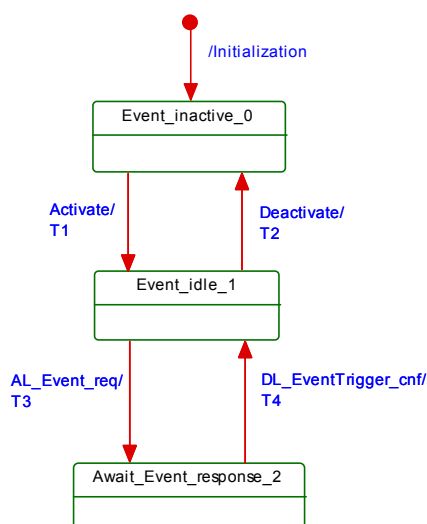 /Initialization
Event_inactive_0
Activate/
T1
Deactivate/
T2
Event_idle_1
AL_Event_req/
T3
DL_EventTrigger_cnf/
T4
Await_Event_response_2